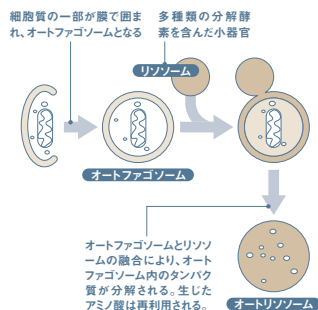 細胞質の一部が膜で囲ま
れ、オートファゴソームとなる
多種類の分解酵
素を含んだ小器官
リソソーム
オートファゴソーム
オートファゴソームとリソソ
ームの融合により、オート
ファゴソーム内のタンパク
質が分解される。生じた
アミノ酸は再利用される。
オートリソソーム